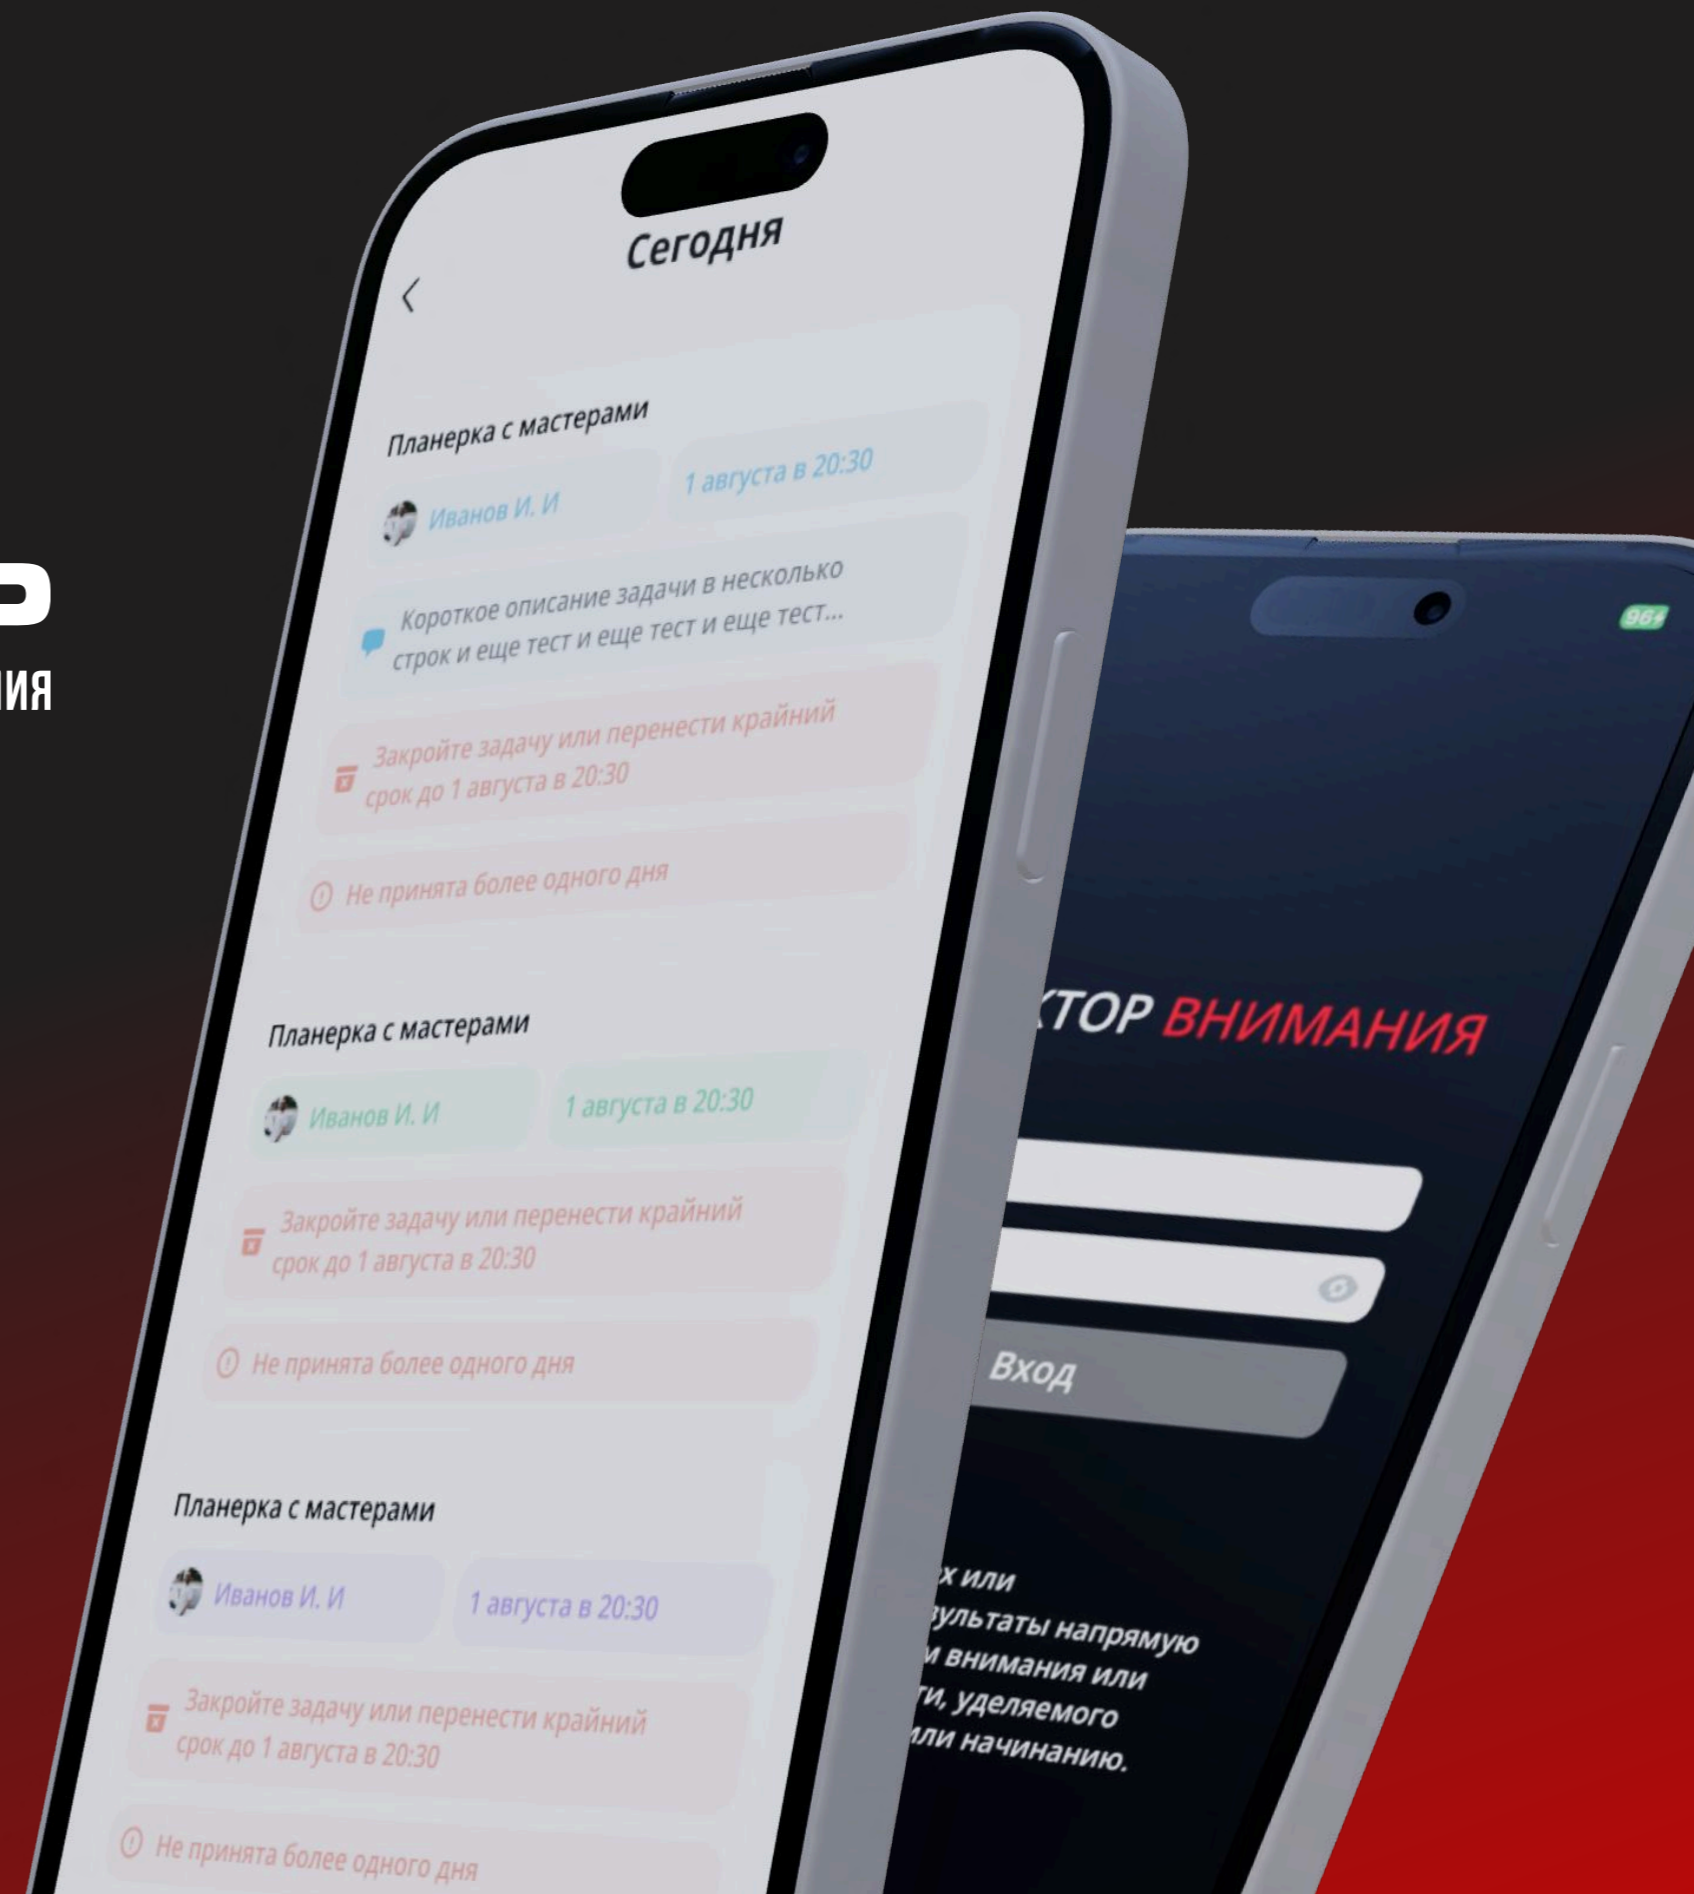 Сегодня
Планерка с мастерами
Иванов И. И
1 августа в 20:30
Короткое описание задачи в несколько
строк и еще тест и еще тест и еще тест...
Закройте задачу или перенести крайний
срок до 1 августа в 20:30
Не принята более одного дня
Планерка с мастерами
Иванов И. И
1 августа в 20:30
Закройте задачу или перенести крайний
срок до 1 августа в 20:30
Не принята более одного дня
Планерка с мастерами
Иванов И. И
1 августа в 20:30
Закройте задачу или перенести крайний
срок до 1 августа в 20:30
Не принята более одного дня
Р
ИЯ
96
КТОР ВНИМАНИЯ
Вход
х или
зультаты напрямую
м внимания или
ти, уделяемого
или начинанию.